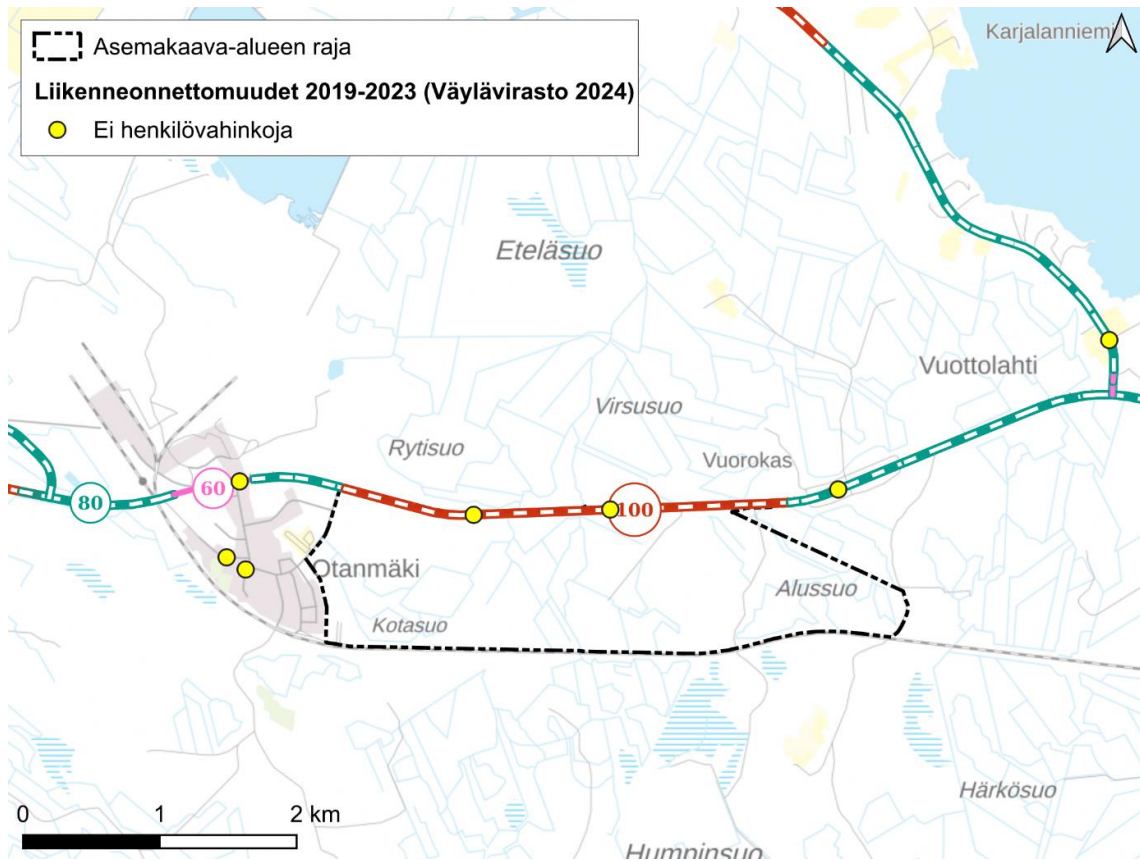 Asemakaava-alueen raja
Liikenneonnettomuudet 2019-2023 (Väylävirasto 2024)
Ei henkilövahinkoja
Karjalanniemi
Eteläsuo
Vuottolahti
Virsusuo
Rytisuo
Vuorokas
80
60
100
Otanmäki
Alussuo
Kotasuo
Härkösuo
0 1 2 km
Humpinsuo